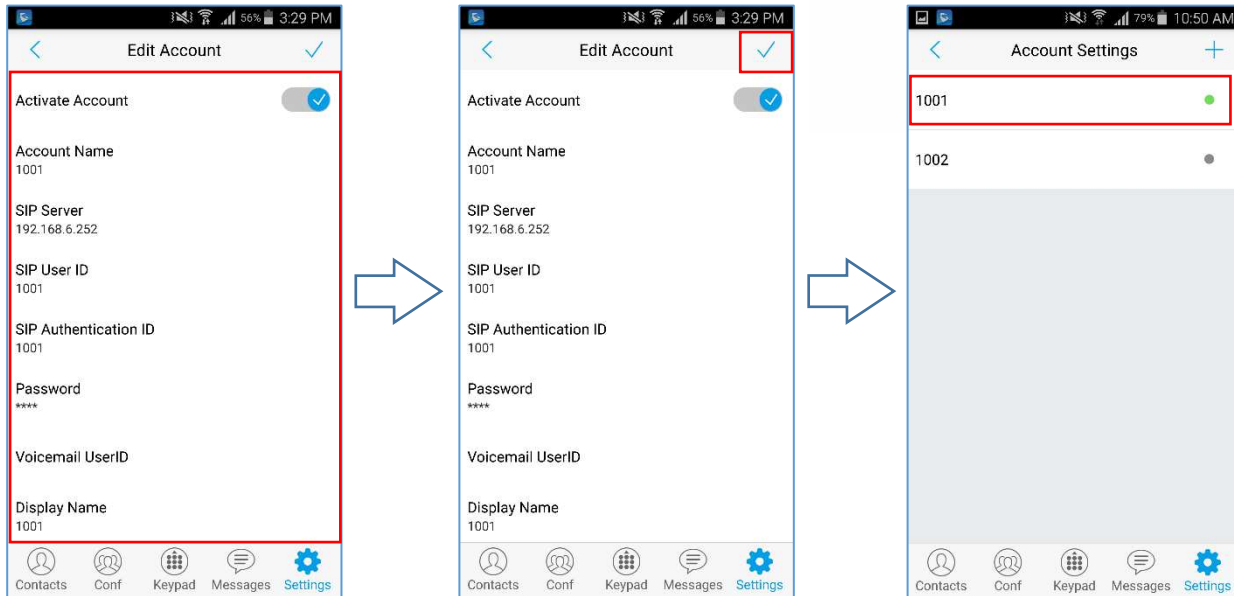 56% 3:29 PM
Edit Account
Activate Account
Account Name
1001
SIP Server
192.168.6.252
SIP User ID
1001
SIP Authentication ID
1001
Password
****
Voicemail UserID
Display Name
1001
Contacts Conf Keypad Messages Settings
56% 3:29 PM
Edit Account
Activate Account
Account Name
1001
SIP Server
192.168.6.252
SIP User ID
1001
SIP Authentication ID
1001
Password
****
Voicemail UserID
Display Name
1001
Contacts Conf Keypad Messages Settings
79% 10:50 AM
Account Settings
1001
1002
Contacts Conf Keypad Messages Settings